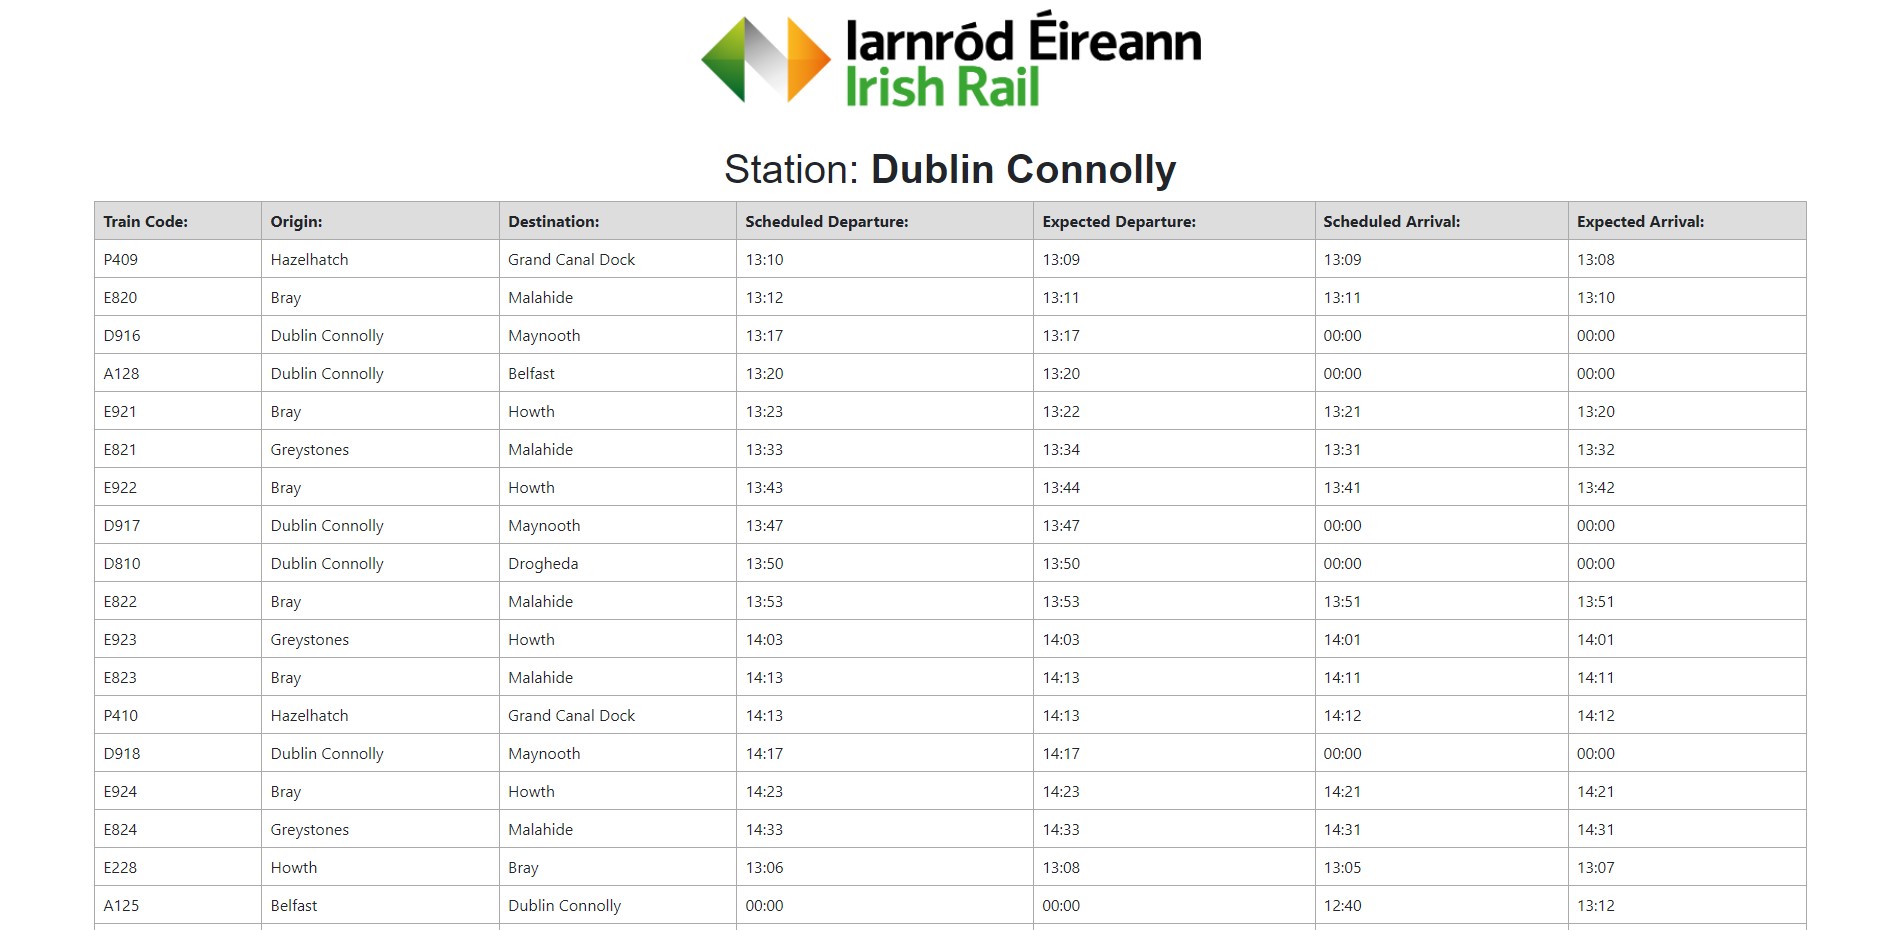 Iarnród Éireann
Irish Rail
Station: Dublin Connolly
Train Code: Origin: Destination: Scheduled Departure: Expected Departure: Scheduled Arrival: Expected Arrival:
P409 Hazelhatch Grand Canal Dock 13:10 13:09 13:09 13:08
E820 Bray Malahide 13:12 13:11 13:11 13:10
D916 Dublin Connolly Maynooth 13:17 13:17 00:00 00:00
A128 Dublin Connolly Belfast 13:20 13:20 00:00 00:00
E921 Bray Howth 13:23 13:22 13:21 13:20
E821 Greystones Malahide 13:33 13:34 13:31 13:32
E922 Bray Howth 13:43 13:44 13:41 13:42
D917 Dublin Connolly Maynooth 13:47 13:47 00:00 00:00
D810 Dublin Connolly Drogheda 13:50 13:50 00:00 00:00
E822 Bray Malahide 13:53 13:53 13:51 13:51
E923 Greystones Howth 14:03 14:03 14:01 14:01
E823 Bray Malahide 14:13 14:13 14:11 14:11
P410 Hazelhatch Grand Canal Dock 14:13 14:13 14:12 14:12
D918 Dublin Connolly Maynooth 14:17 14:17 00:00 00:00
E924 Bray Howth 14:23 14:23 14:21 14:21
E824 Greystones Malahide 14:33 14:33 14:31 14:31
E228 Howth Bray 13:06 13:08 13:05 13:07
A125 Belfast Dublin Connolly 00:00 00:00 12:40 13:12